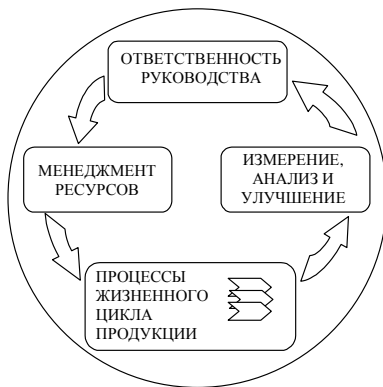 ОТВЕТСТВЕННОСТЬ
РУКОВОДСТВА
МЕНЕДЖМЕНТ
РЕСУРСОВ
ИЗМЕРЕНИЕ,
АНАЛИЗ И
УЛУЧШЕНИЕ
ПРОЦЕССЫ
ЖИЗНЕННОГО
ЦИКЛА
ПРОДУКЦИИ